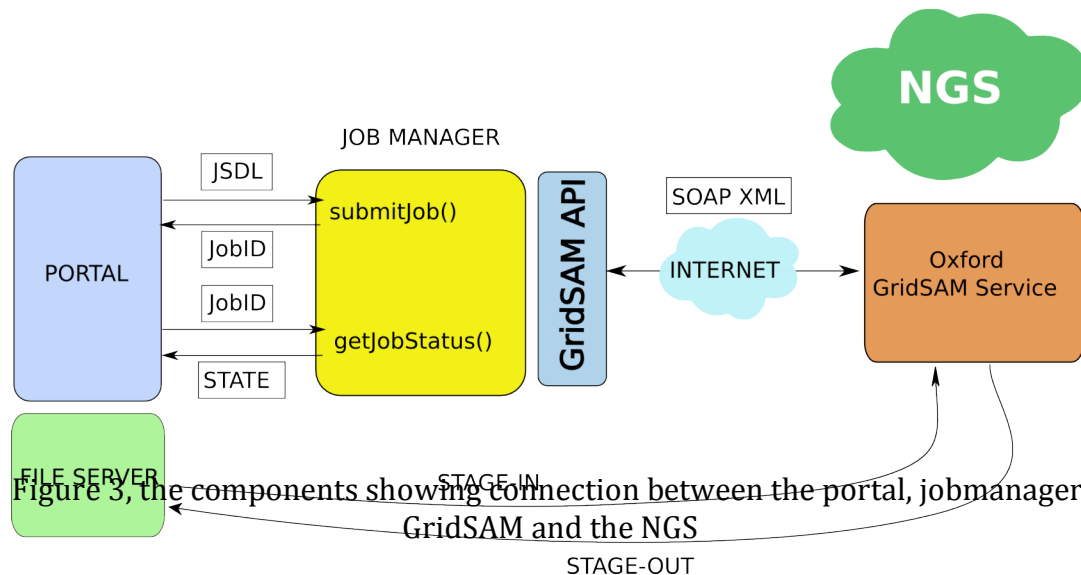 NGS
JOB MANAGER
JSDL
SOAP XML
submitJob()
GridSAM API
JobID
PORTAL
INTERNET
Oxford
GridSAM Service
JobID
getJobStatus()
STATE
FILE SERVER
STAGE-IN
Figure 3, the components showing connection between the portal, jobmanager
GridSAM and the NGS
STAGE-OUT